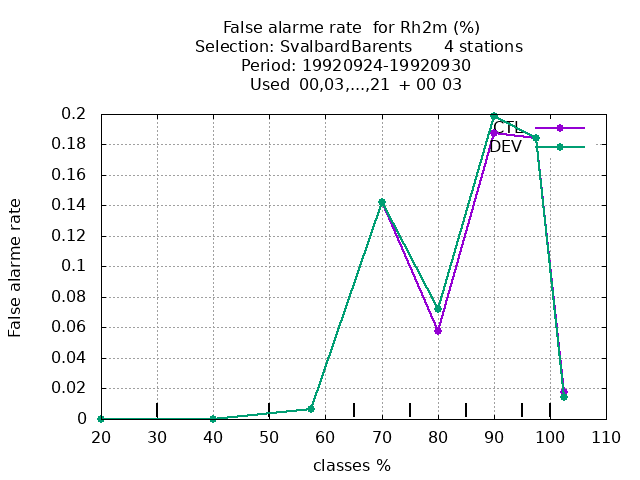 False alarme rate  for Rh2m (%)
Selection: SvalbardBarents      4 stations
Period: 19920924-19920930
Used  00,03,...,21  + 00 03
CTL
DEV
0.2
0.18
0.16
0.14
0.12
0.1
0.08
0.06
0.04
0.02
0
False alarme rate
20 30 40 50 60 70 80 90 100 110
classes %